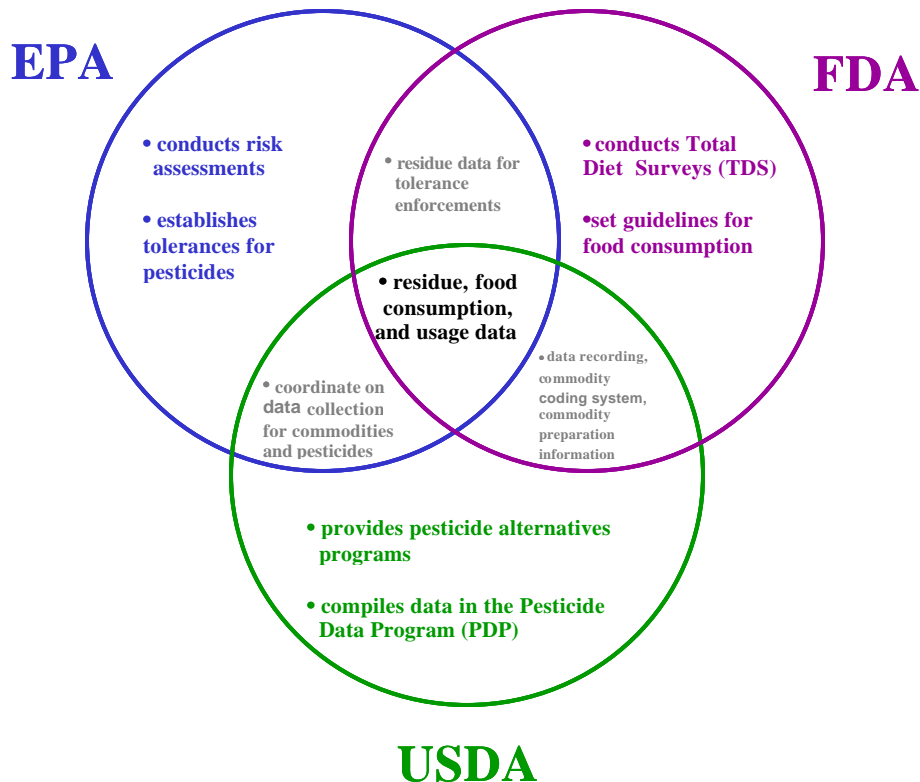 EPA
FDA
• conducts risk
assessments
• establishes
tolerances for
pesticides
• residue data for
tolerance
enforcements
• conducts Total
Diet Surveys (TDS)
•set guidelines for
food consumption
• residue, food
consumption,
and usage data
• coordinate on
data collection
for commodities
and pesticides
• data recording,
commodity
coding system,
commodity
preparation
information
• provides pesticide alternatives
programs
• compiles data in the Pesticide
Data Program (PDP)
USDA